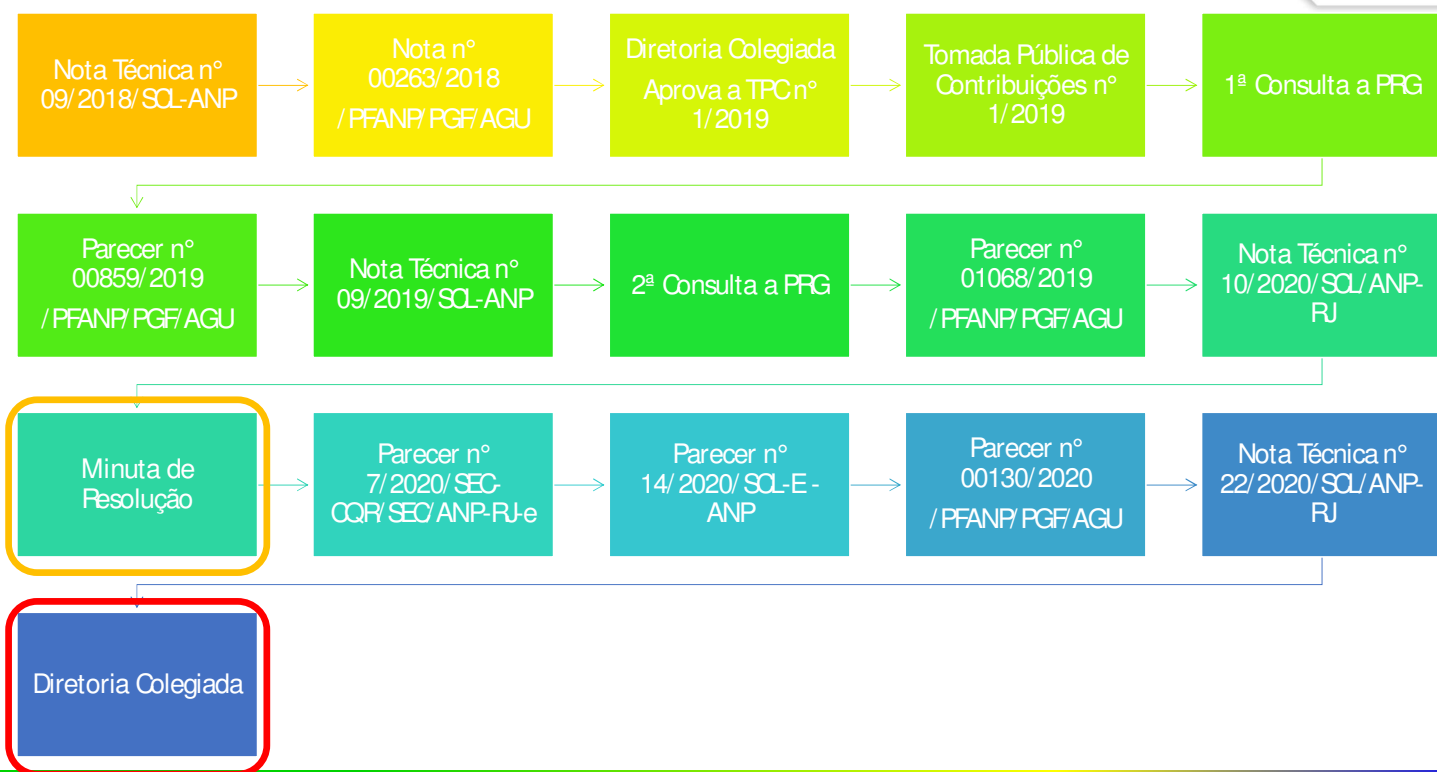 Nota Técnica n°
09/2018/SCL-ANP
Nota n°
00263/2018
/PFANP/PGF/AGU
Diretoria Colegiada
Aprova a TPC n°
1/2019
Tomada Pública de
Contribuições n°
1/2019
1ª Consulta a PRG
Parecer n°
00859/2019
/PFANP/PGF/AGU
Nota Técnica n°
09/2019/SCL-ANP
2ª Consulta a PRG
Parecer n°
01068/2019
/PFANP/PGF/AGU
Nota Técnica n°
10/2020/SCL/ANP-
RJ
Minuta de
Resolução
Parecer n°
7/2020/SEC-
CQR/SEC/ANP-RJ-e
Parecer n°
14/2020/SCL-E-
ANP
Parecer n°
00130/2020
/PFANP/PGF/AGU
Nota Técnica n°
22/2020/SCL/ANP-
RJ
Diretoria Colegiada